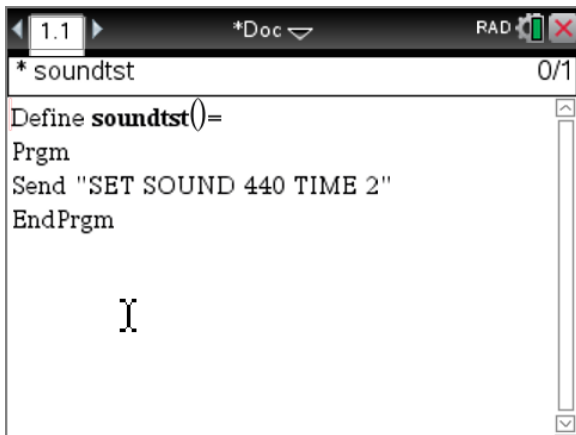 1.1 *Doc RAD
* soundtst 0/1
Define soundtst()=
Prgm
Send "SET SOUND 440 TIME 2"
EndPrgm